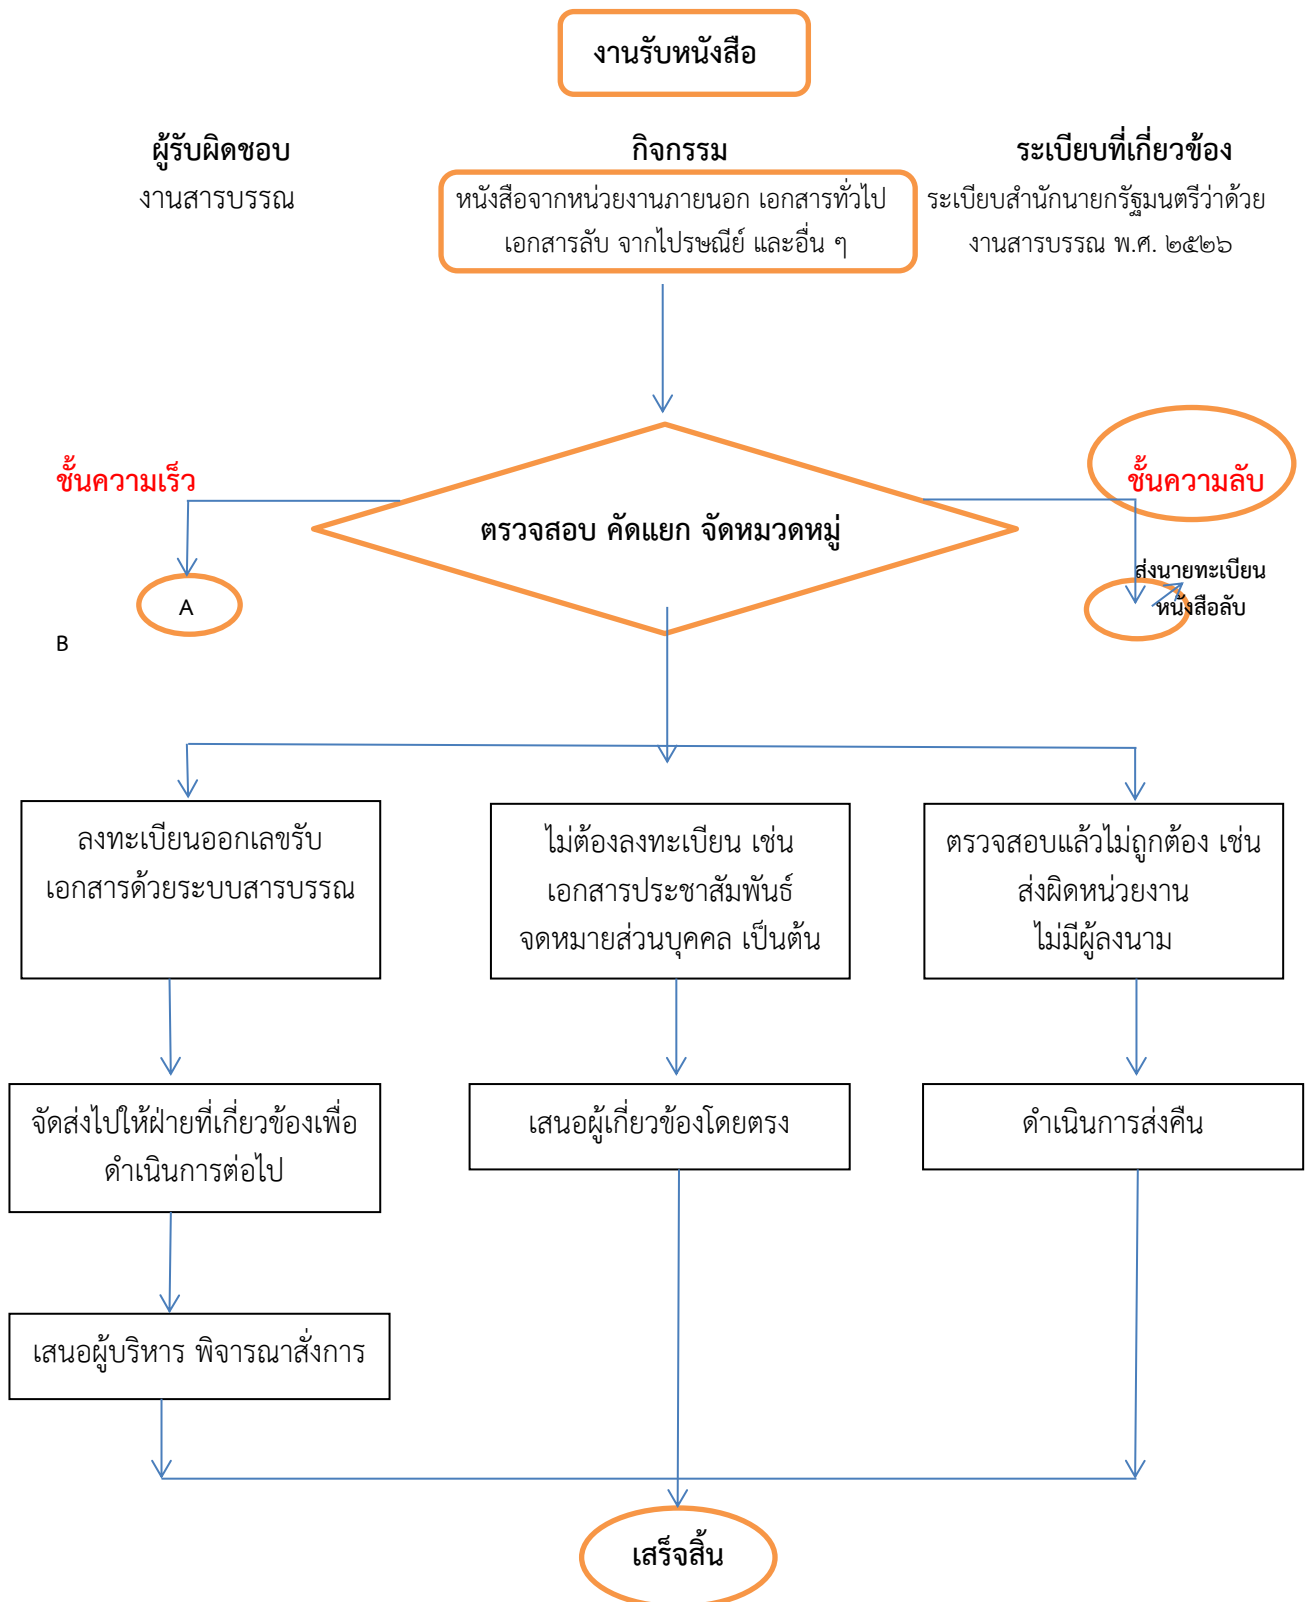 งานรับหนังสือ
ผู้รับผิดชอบ
กิจกรรม
ระเบียบที่เกี่ยวข้อง
งานสารบรรณ
หนังสือจากหน่วยงานภายนอก เอกสารทั่วไป
เอกสารลับ จากไปรษณีย์ และอื่น ๆ
ระเบียบสำนักนายกรัฐมนตรีว่าด้วย
งานสารบรรณ พ.ศ. ๒๕๒๖
ชั้นความเร็ว
ชั้นความลับ
ตรวจสอบ คัดแยก จัดหมวดหมู่
ส่งนายทะเบียน
หนังสือลับ
A
B
ลงทะเบียนออกเลขรับ
เอกสารด้วยระบบสารบรรณ
ไม่ต้องลงทะเบียน เช่น
เอกสารประชาสัมพันธ์
จดหมายส่วนบุคคล เป็นต้น
ตรวจสอบแล้วไม่ถูกต้อง เช่น
ส่งผิดหน่วยงาน
ไม่มีผู้ลงนาม
จัดส่งไปให้ฝ่ายที่เกี่ยวข้องเพื่อ
ดำเนินการต่อไป
เสนอผู้เกี่ยวข้องโดยตรง
ดำเนินการส่งคืน
เสนอผู้บริหาร พิจารณาสั่งการ
เสร็จสิ้น